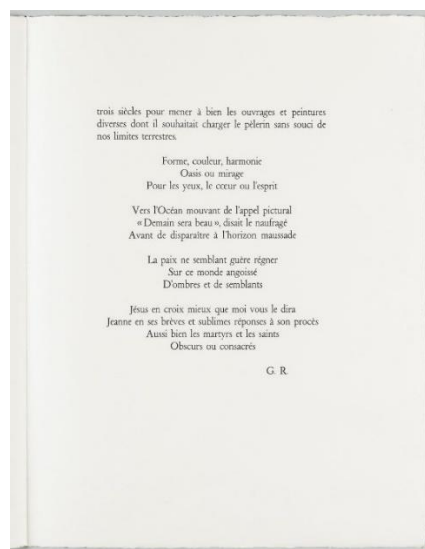 trois siècles pour mener à bien les ouvrages et peintures
diverses dont il souhaitait charger le pèlerin sans souci de
nos limites terrestres.
Forme, couleur, harmonie
Oasis ou mirage
Pour les yeux, le cœur ou l'esprit
Vers l'Océan mouvant de l'appel pictural
« Demain sera beau », disait le naufragé
Avant de disparaître à l'horizon maussade
La paix ne semblant guère régner
Sur ce monde angoissé
D'ombres et de semblants
Jésus en croix mieux que moi vous le dira
Jeanne en ses brèves et sublimes réponses à son procès
Aussi bien les martyrs et les saints
Obscurs ou consacrés
G. R.